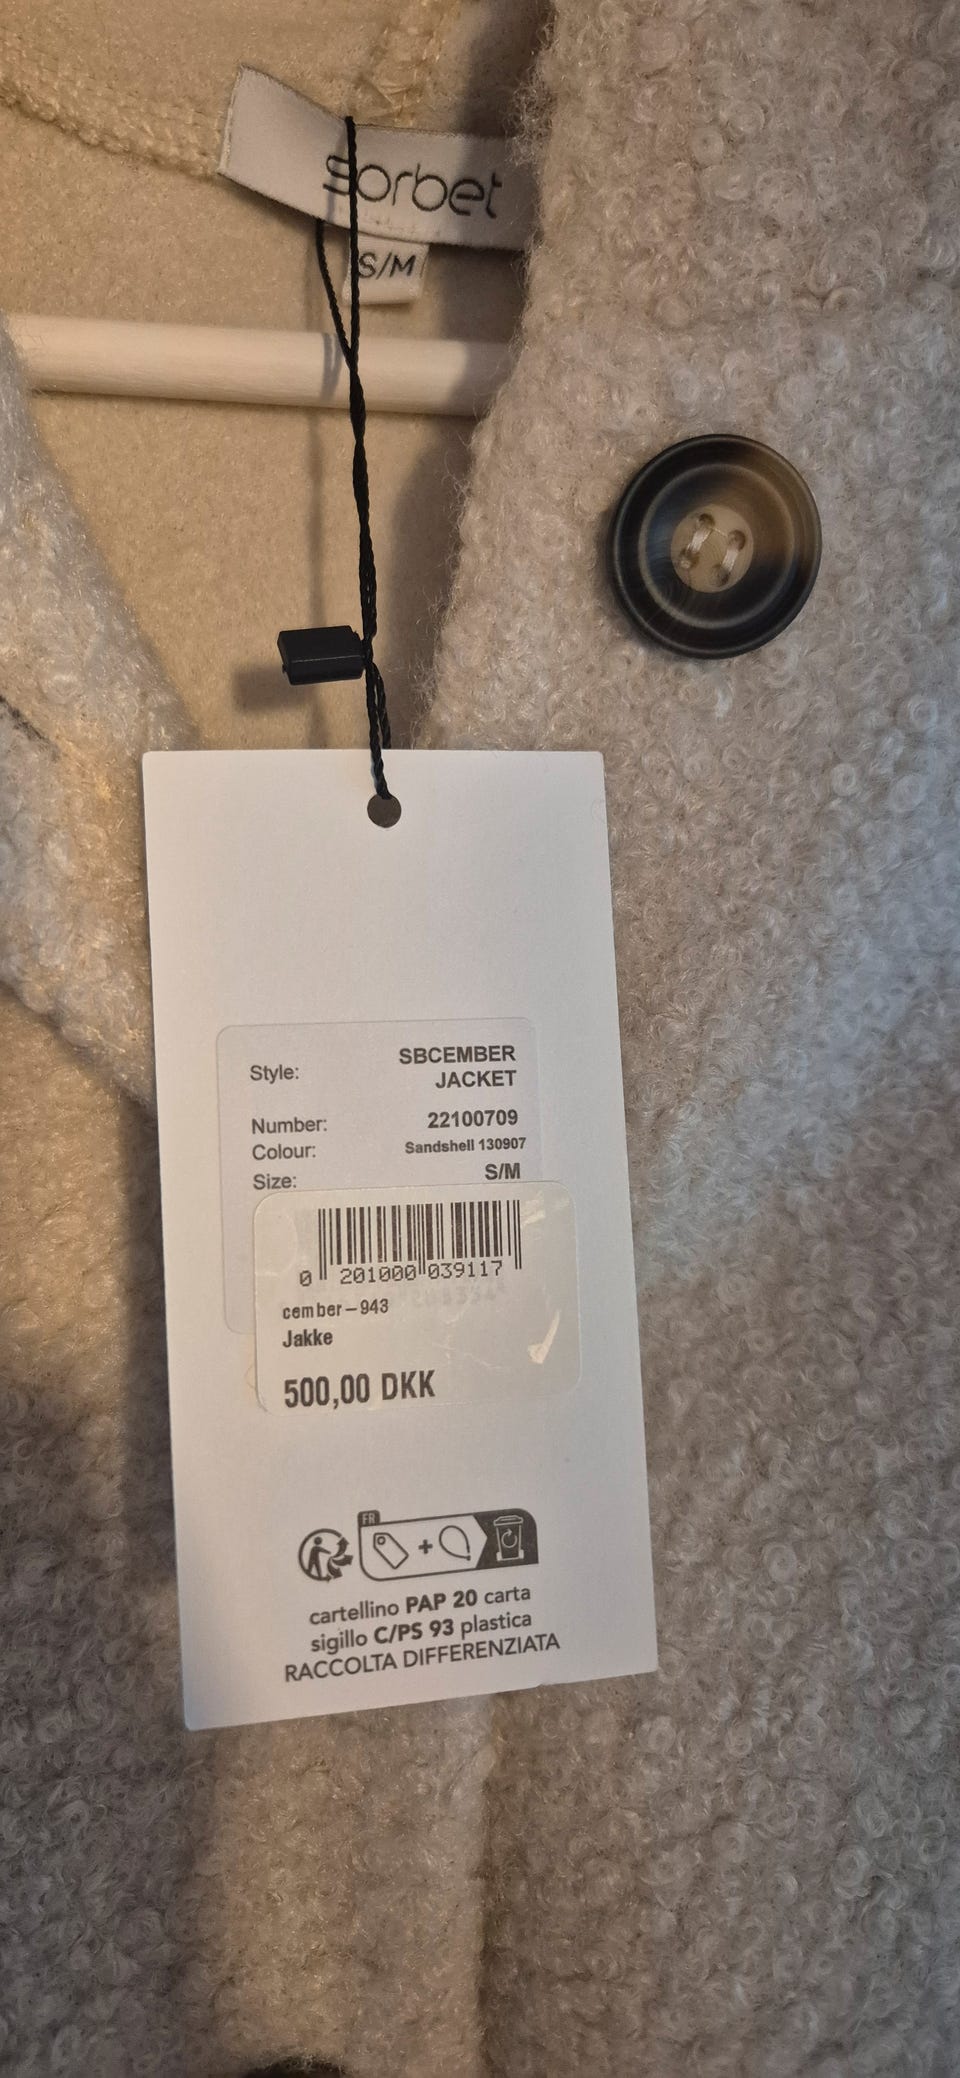 sorbet
S/M
Style: SBCEMBER
JACKET
Number: 22100709
Colour: Sandshell 130907
Size: S/M
0 201000 039117
cember-943
Jakke
500,00 DKK
FR
cartellino PAP 20 carta
sigillo C/PS 93 plastica
RACCOLTA DIFFERENZIATA